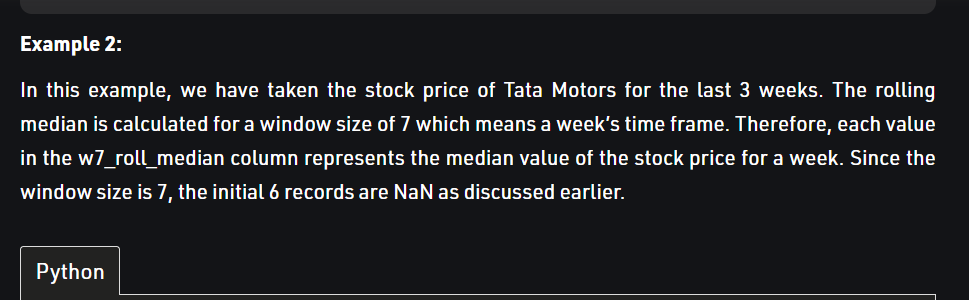 Example 2:
In this example, we have taken the stock price of Tata Motors for the last 3 weeks. The rolling
median is calculated for a window size of 7 which means a week’s time frame. Therefore, each value
in the w7_roll_median column represents the median value of the stock price for a week. Since the
window size is 7, the initial 6 records are NaN as discussed earlier.
Python